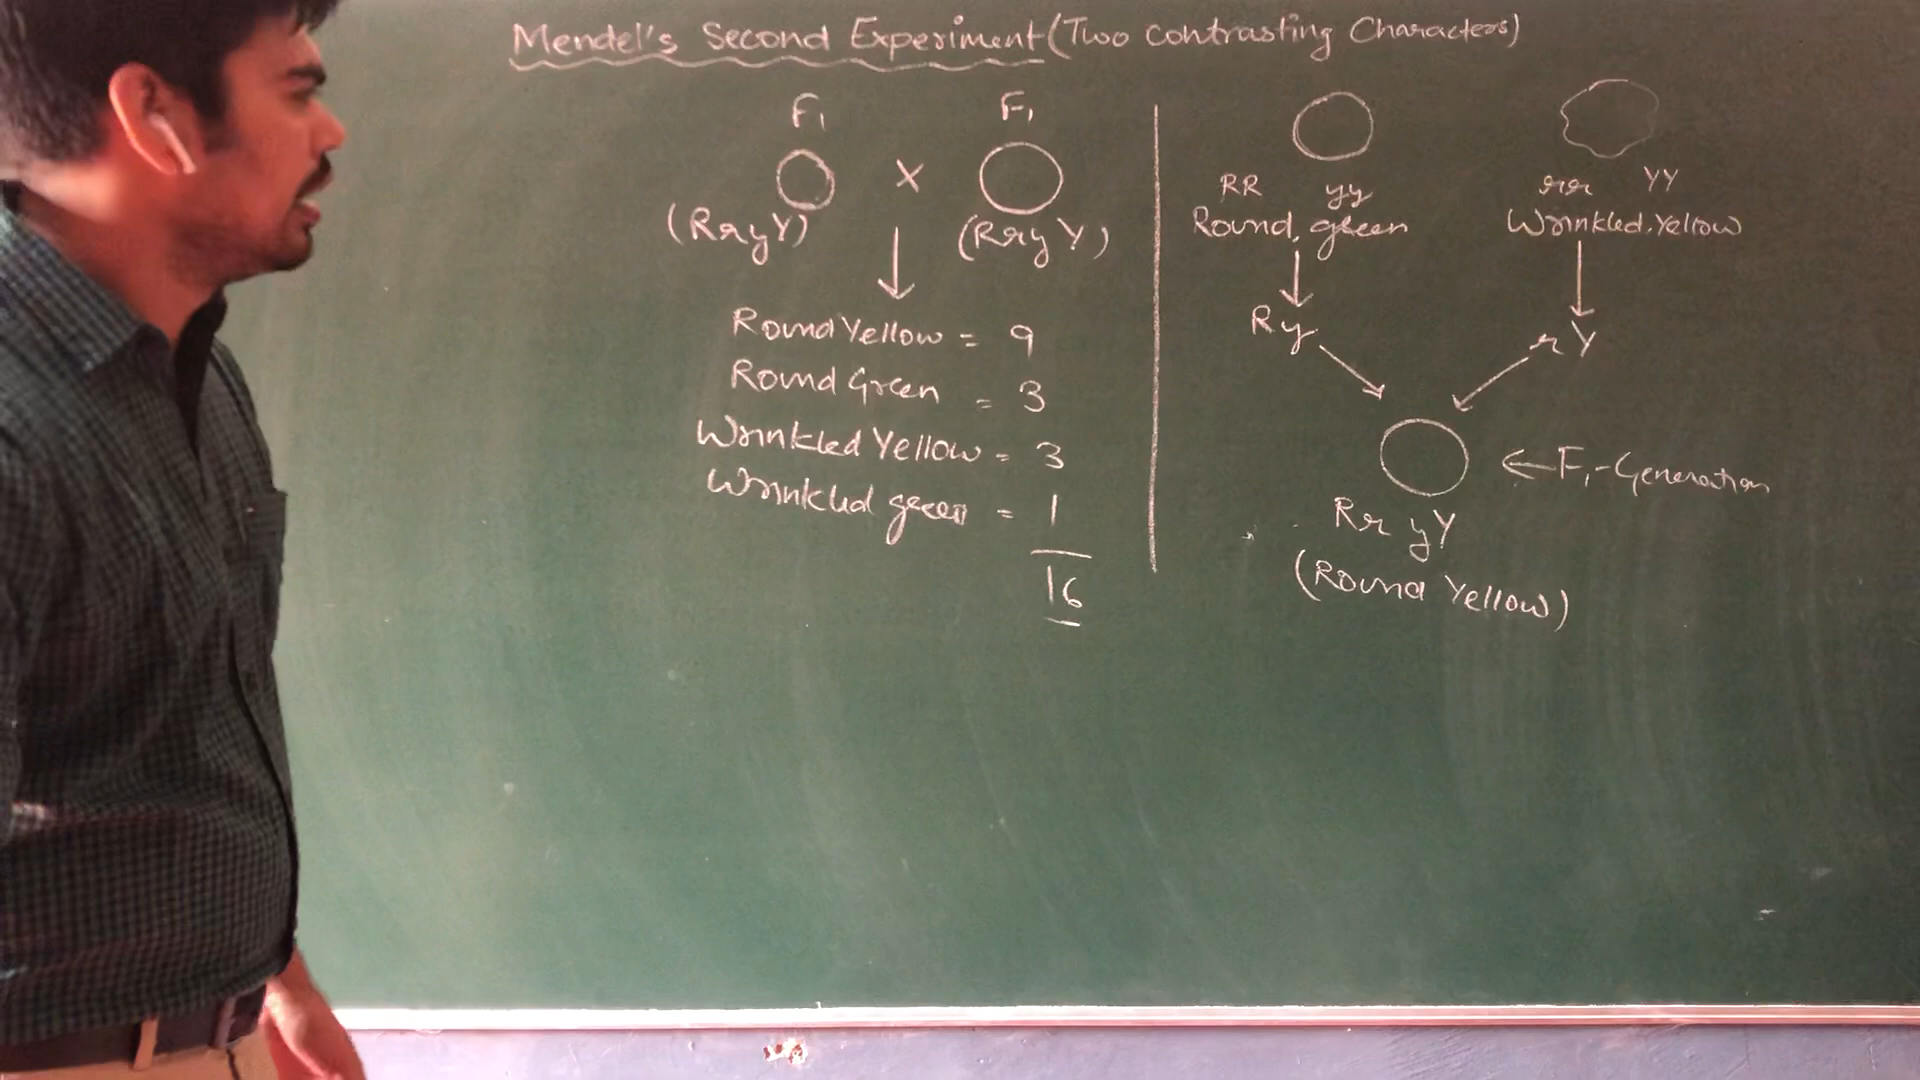 Mendel's Second Experiment (Two contrasting Characters)
F1 F1
X
(RryY) (RryY)
Round Yellow = 9
Round Green = 3
Wrinkled Yellow = 3
Wrinkled green = 1
16
RR yy
Round, green
rr YY
Wrinkled. Yellow
Ry rY
← F1-Generation
Rr yY
(Round Yellow)